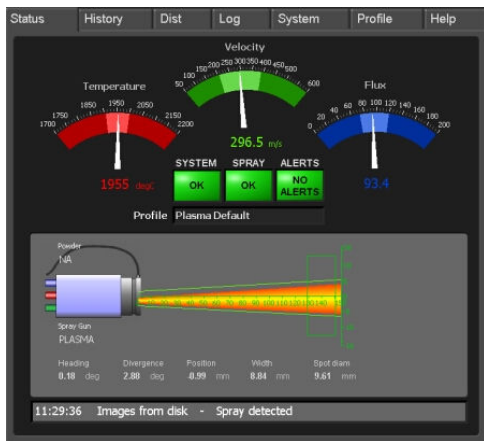 Status History Dist Log System Profile Help
Velocity
Temperature
Flux
50 100 150 200 250 300 350 400 450 500 600
1700 1750 1850 1950 2050 2150 2200
0 20 40 60 80 100 120 140 160 180 200
296.5 m/s
1955 degC
93.4
SYSTEM SPRAY ALERTS
OK OK NO ALERTS
Profile Plasma Default
Powder
NA
Spray Gun
PLASMA
Heading Divergence Position Width Spot diam
0.18 deg 2.88 deg -0.99 mm 8.84 mm 9.61 mm
11:29:36 Images from disk - Spray detected